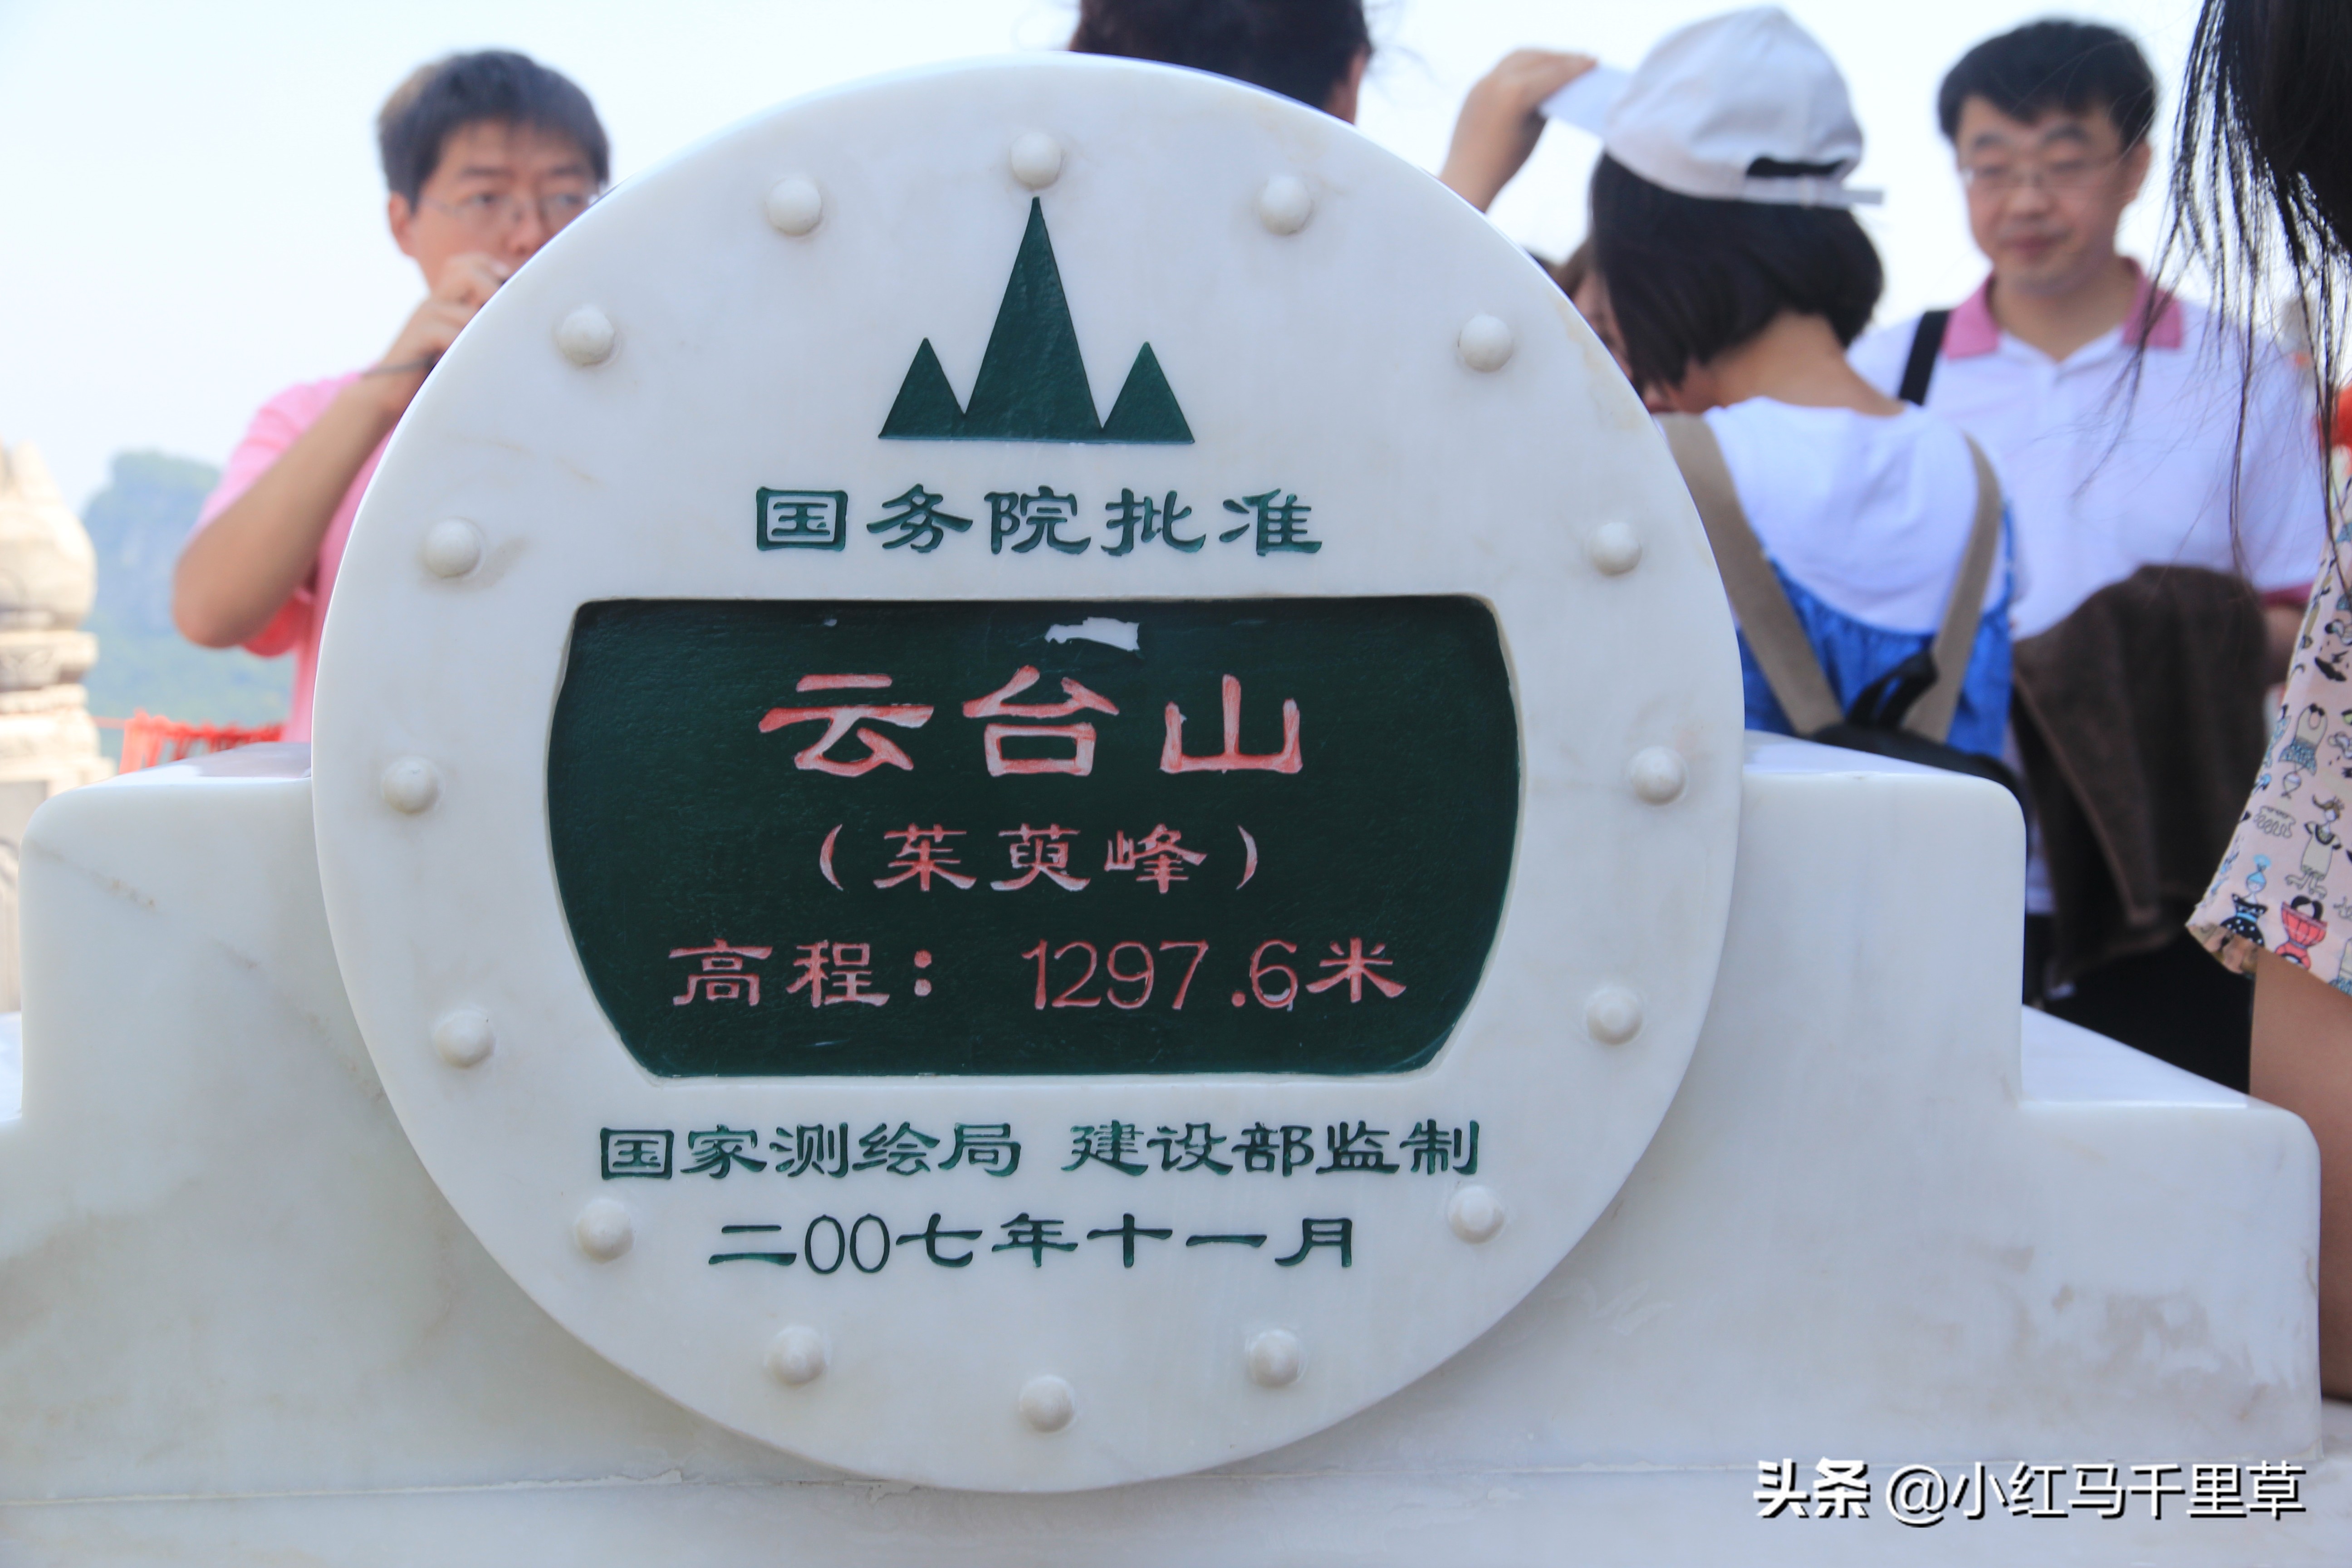 国务院批准
云台山
（茱萸峰）
高程：1297.6米
国家测绘局 建设部监制
二00七年十一月
头条 @小红马千里草